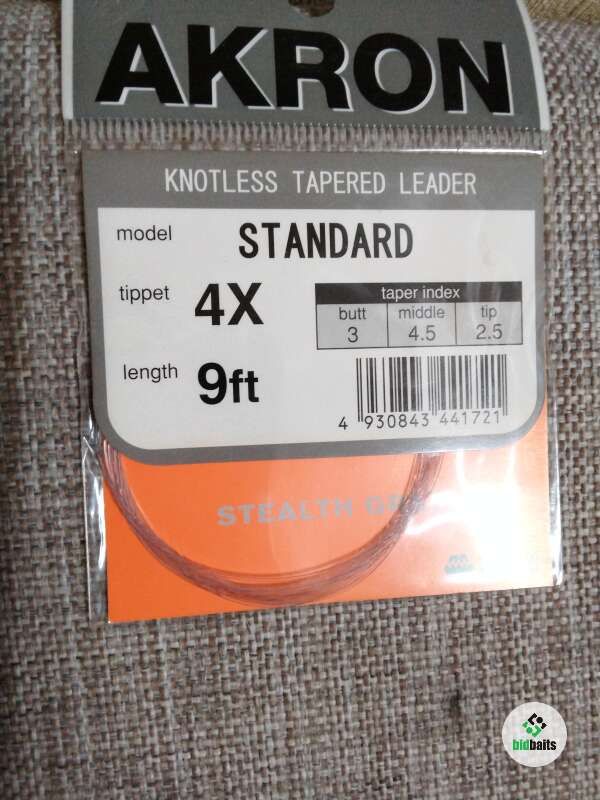 AKRON
KNOTLESS TAPERED LEADER
model STANDARD
tippet 4X
length 9ft
taper index
butt middle tip
3 4.5 2.5
4 930843 441721
STEALTH
bidbaits